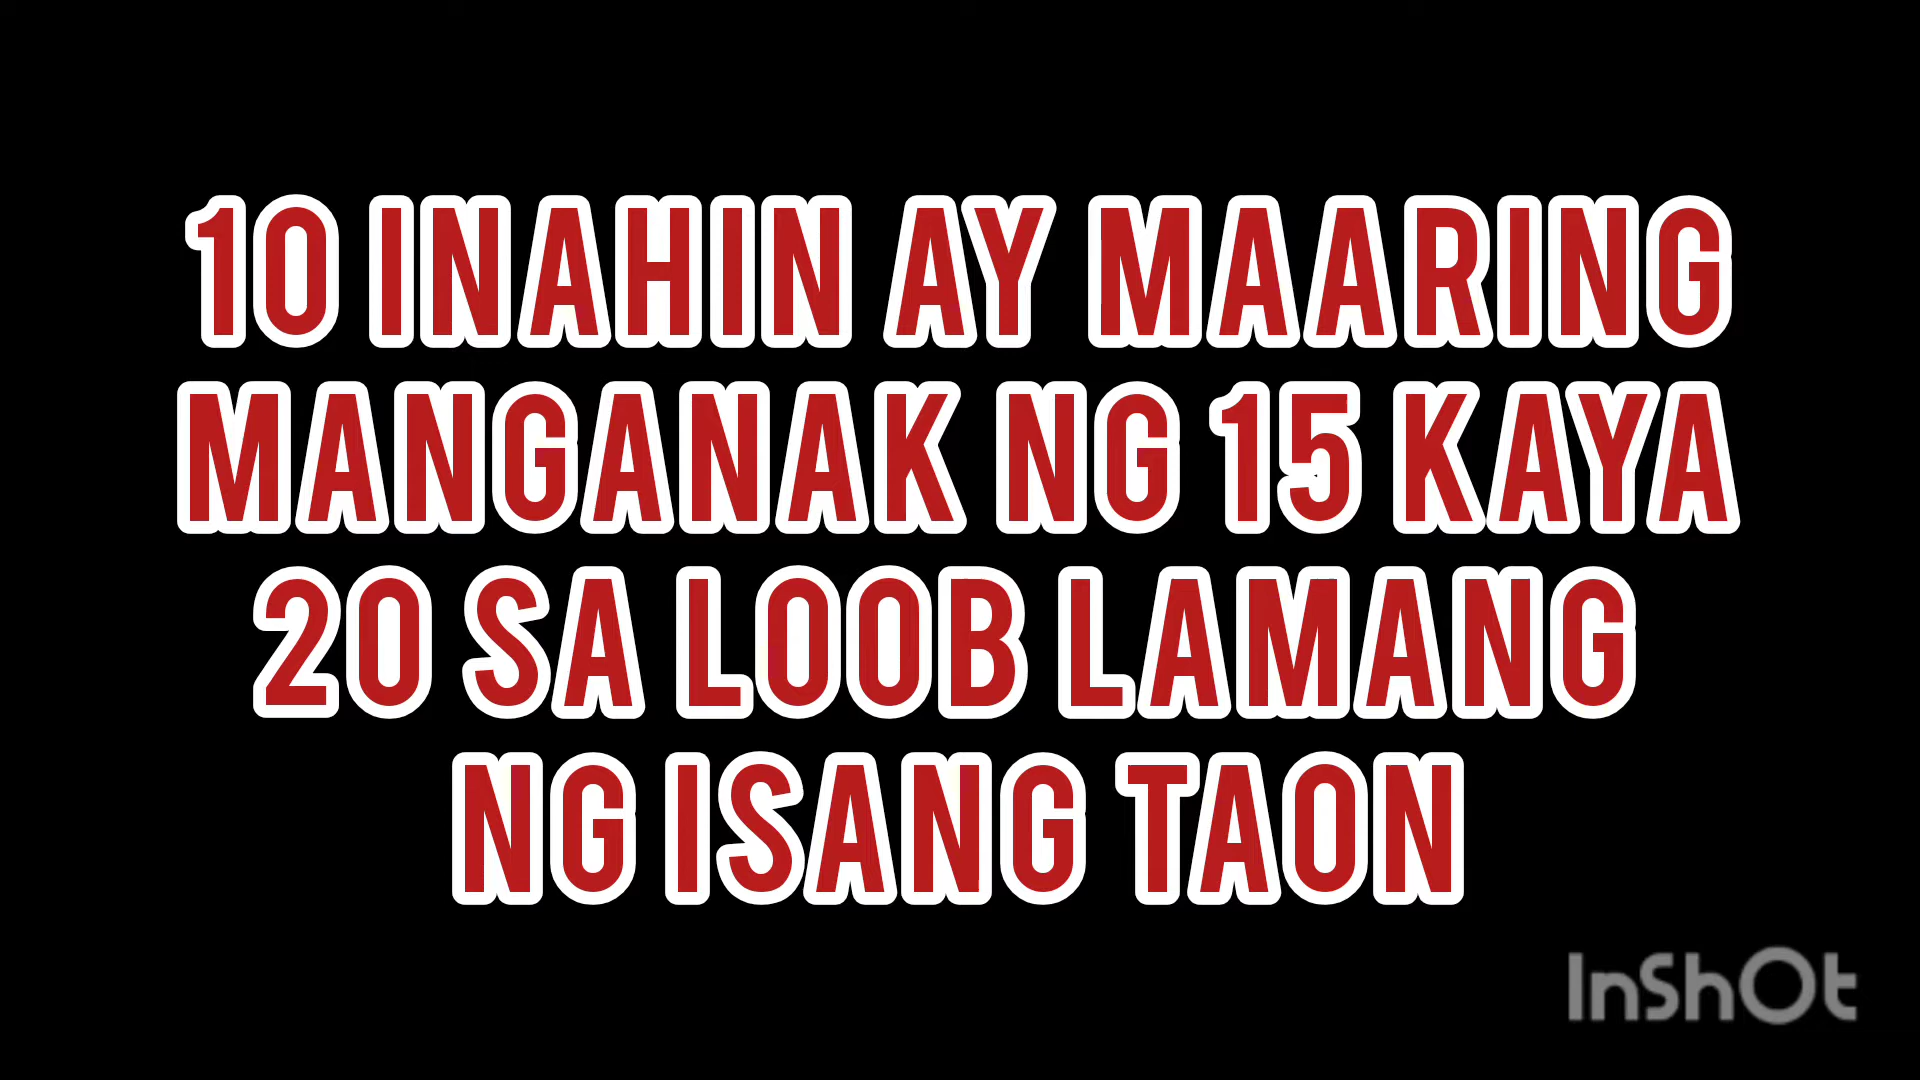 10 INAHIN AY MAARING
MANGANAK NG 15 KAYA
20 SA LOOB LAMANG
NG ISANG TAON
InShOt